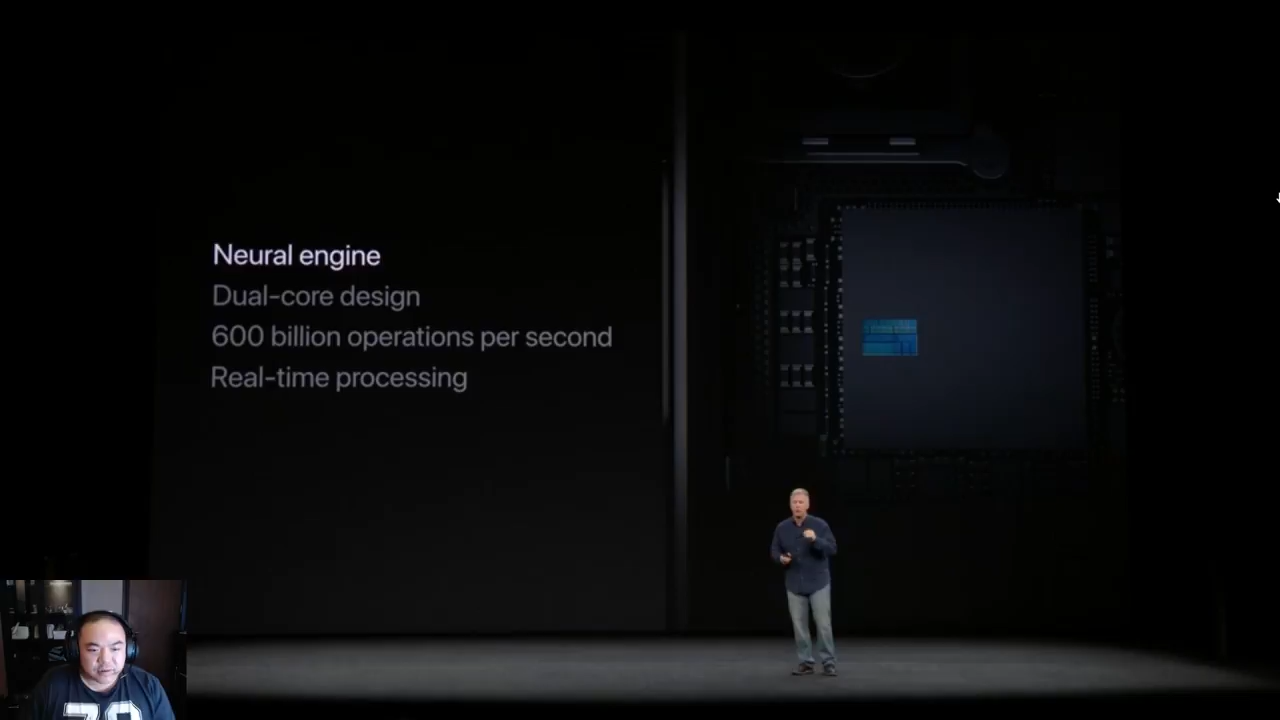 Neural engine
Dual-core design
600 billion operations per second
Real-time processing